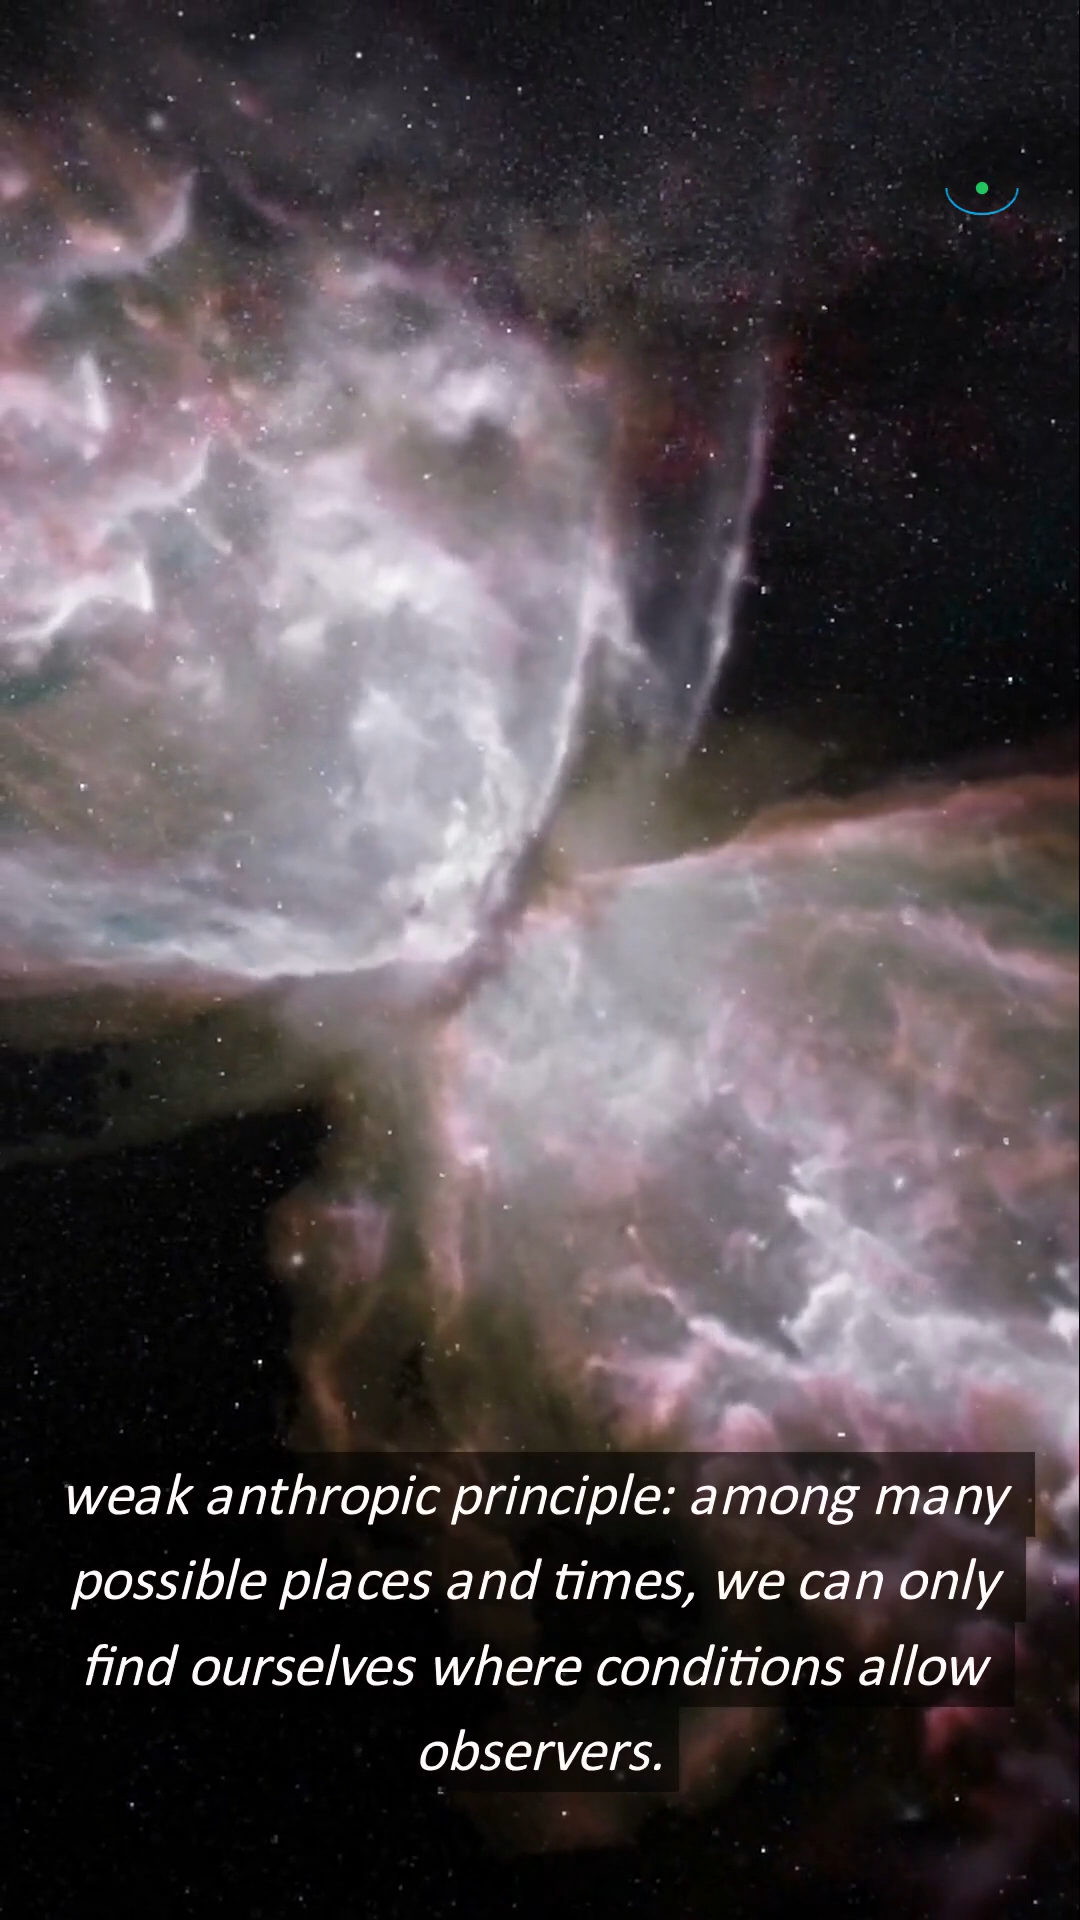 weak anthropic principle: among many
possible places and times, we can only
find ourselves where conditions allow
observers.